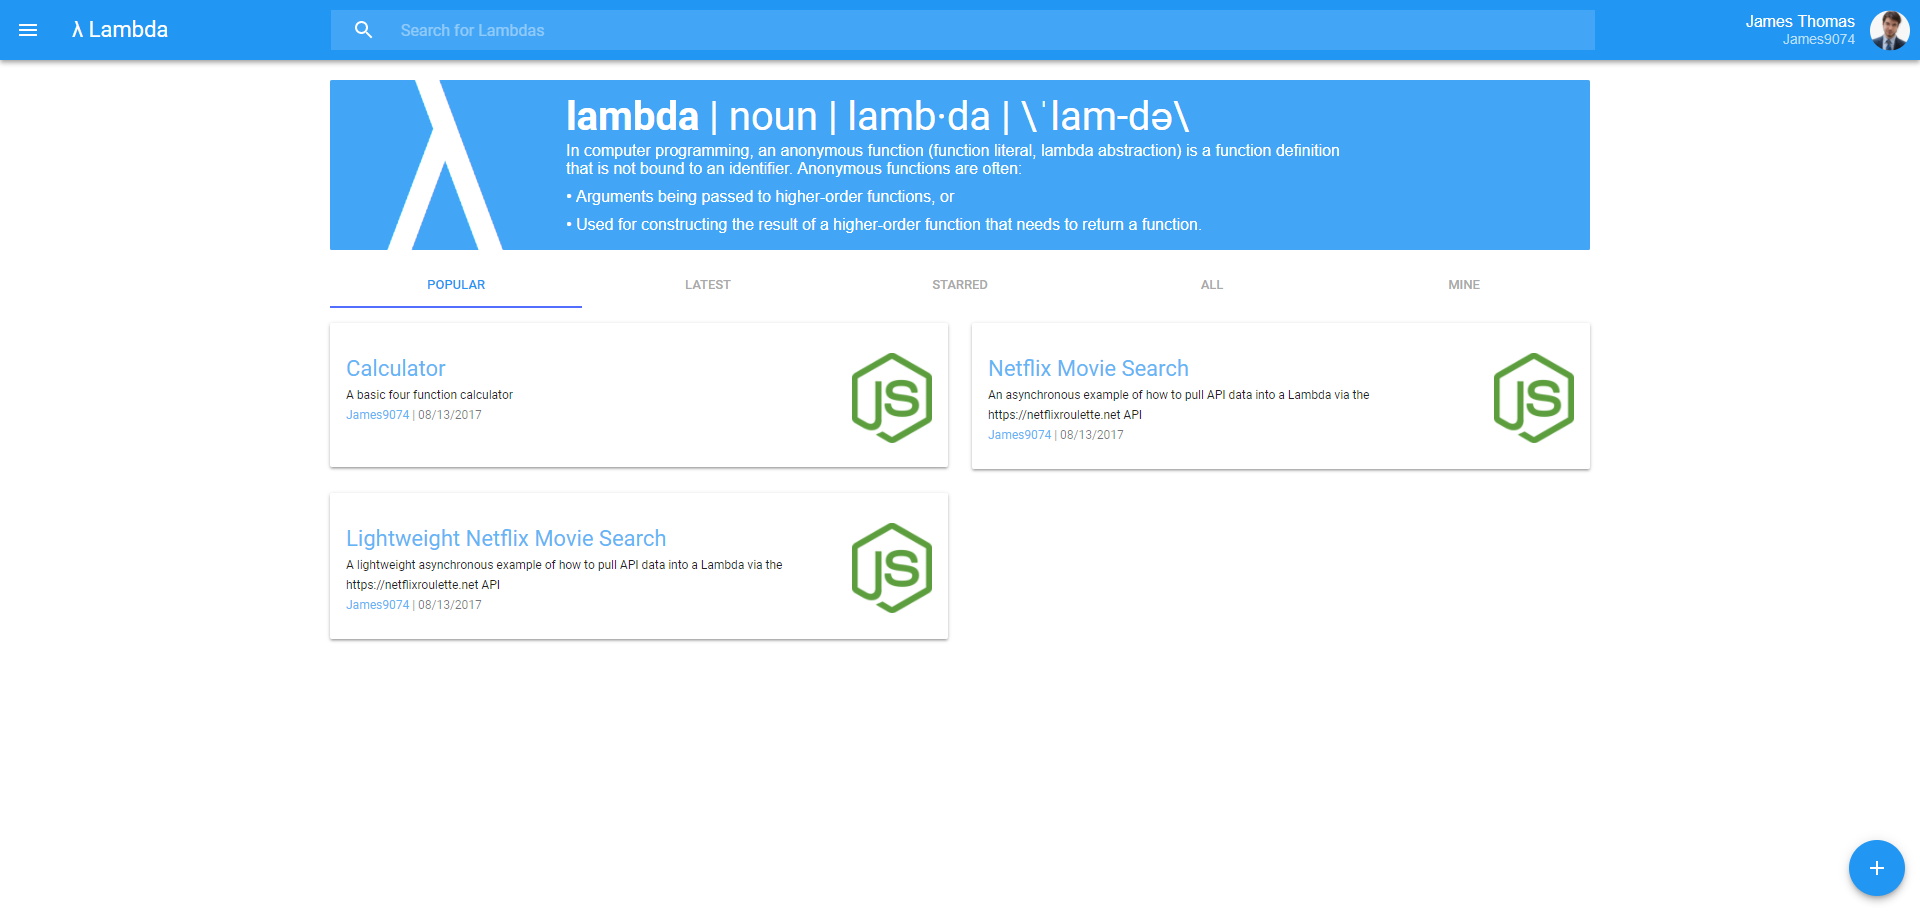 λ Lambda
Search for Lambdas
James Thomas
James9074
lambda | noun | lamb·da | \ˈlam-də\
In computer programming, an anonymous function (function literal, lambda abstraction) is a function definition
that is not bound to an identifier. Anonymous functions are often:
• Arguments being passed to higher-order functions, or
• Used for constructing the result of a higher-order function that needs to return a function.
POPULAR
LATEST
STARRED
ALL
MINE
Calculator
A basic four function calculator
James9074 | 08/13/2017
JS
Netflix Movie Search
An asynchronous example of how to pull API data into a Lambda via the
https://netflixroulette.net API
James9074 | 08/13/2017
JS
Lightweight Netflix Movie Search
A lightweight asynchronous example of how to pull API data into a Lambda via the
https://netflixroulette.net API
James9074 | 08/13/2017
JS